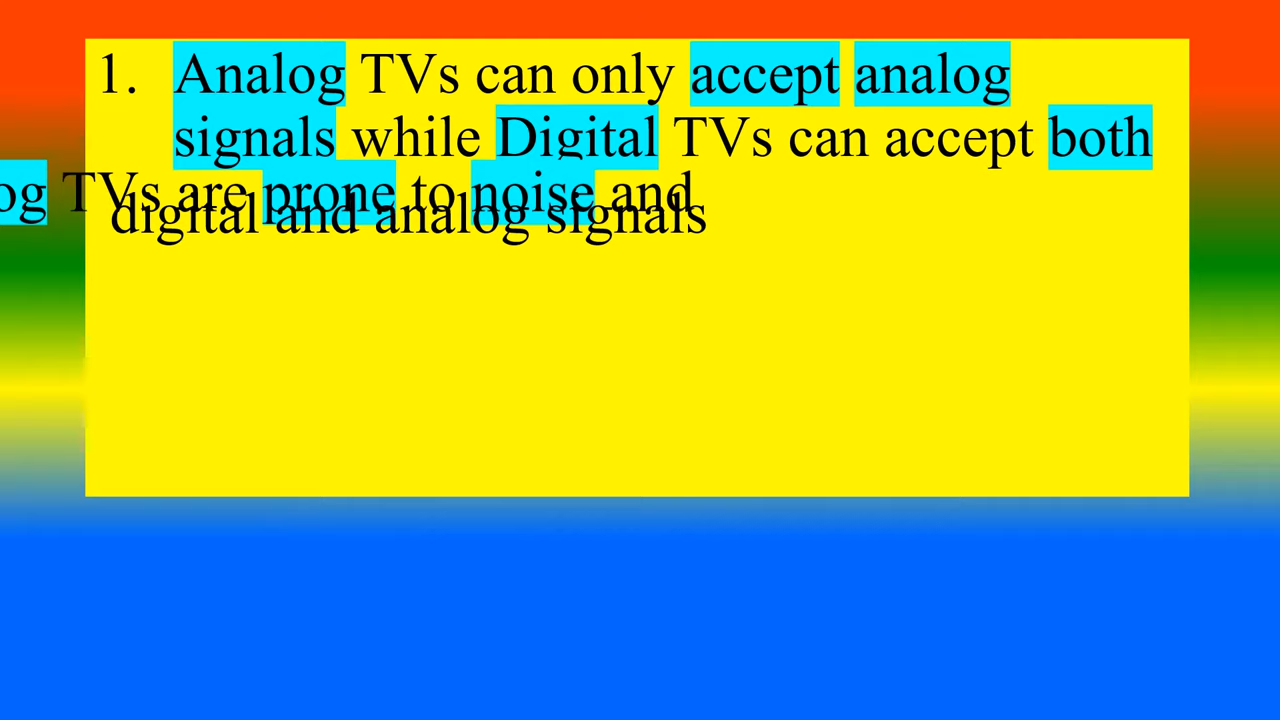 1. Analog TVs can only accept analog
signals while Digital TVs can accept both
og TVs are prone to noise and
digital and analog signals